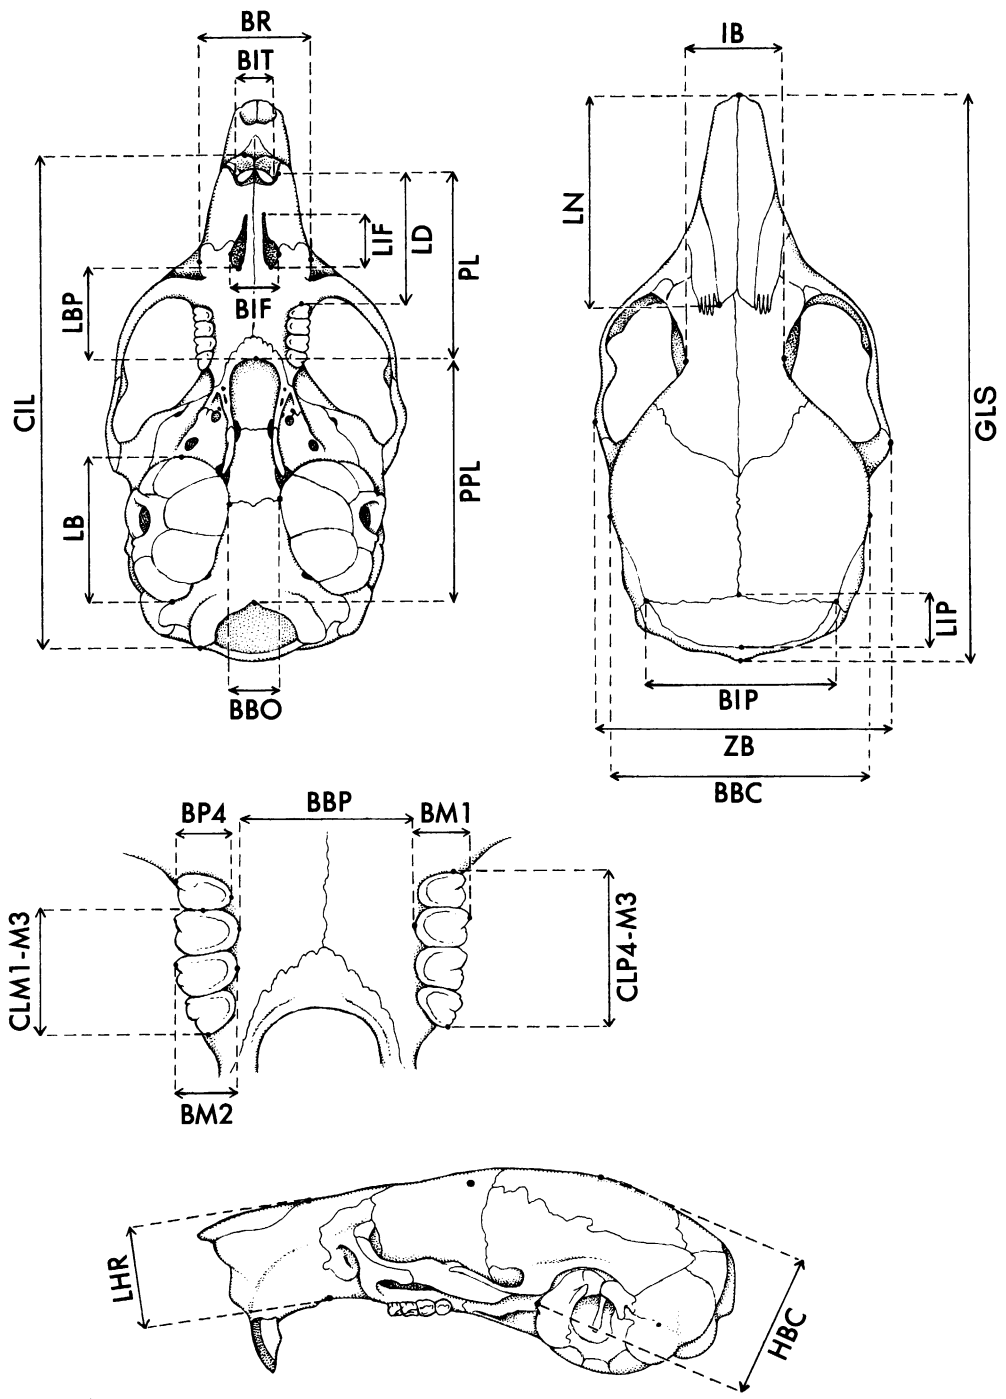 BR
BIT
IB
LN
LIF
LD
PL
BIF
LBP
CIL
GLS
PPL
LB
LIP
BIP
BBO
ZB
BBC
BP4
BBP
BM1
CLM1-M3
CLP4-M3
BM2
LHR
HBC